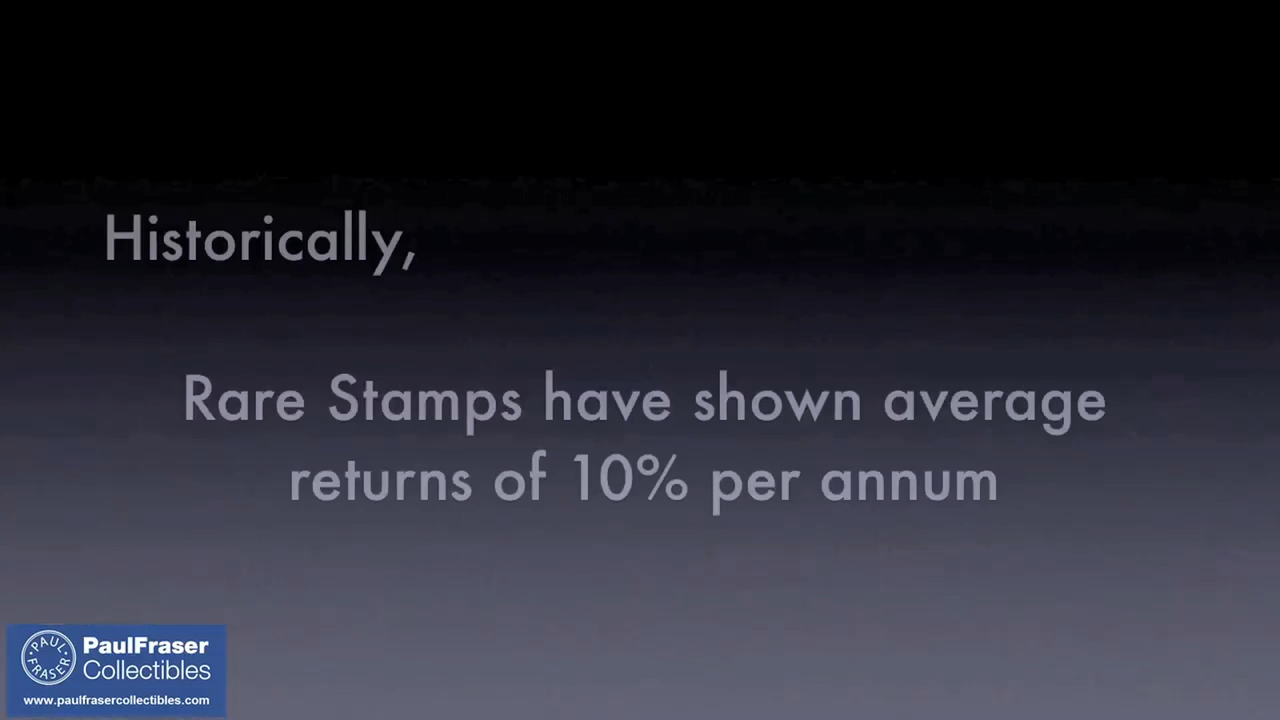 Historically,
Rare Stamps have shown average
returns of 10% per annum
PAUL FRASER
PaulFraser
Collectibles
www.paulfrasercollectibles.com